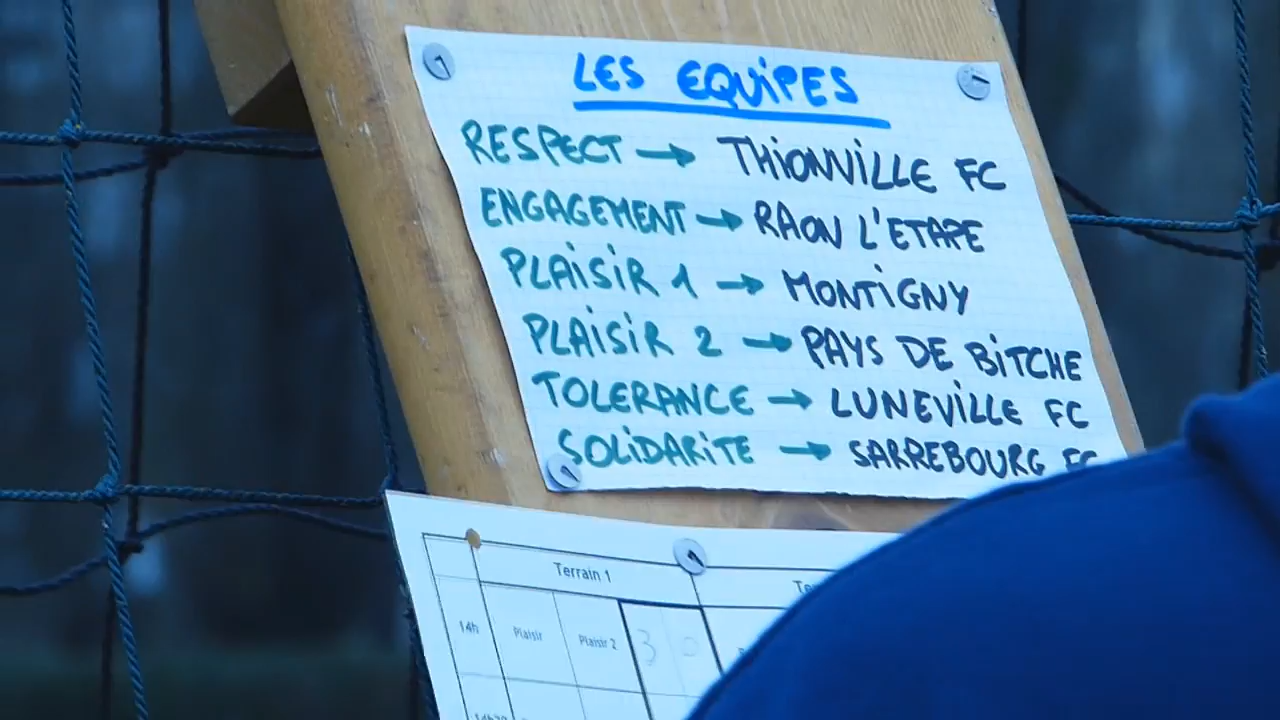 LES EQUIPES
RESPECT → THIONVILLE FC
ENGAGEMENT → RAON L'ETAPE
PLAISIR 1 → MONTIGNY
PLAISIR 2 → PAYS DE BITCHE
TOLERANCE → LUNEVILLE FC
SOLIDARITE → SARREBOURG FC
Terrain 1
14h Plaisir Plaisir 2 3 0